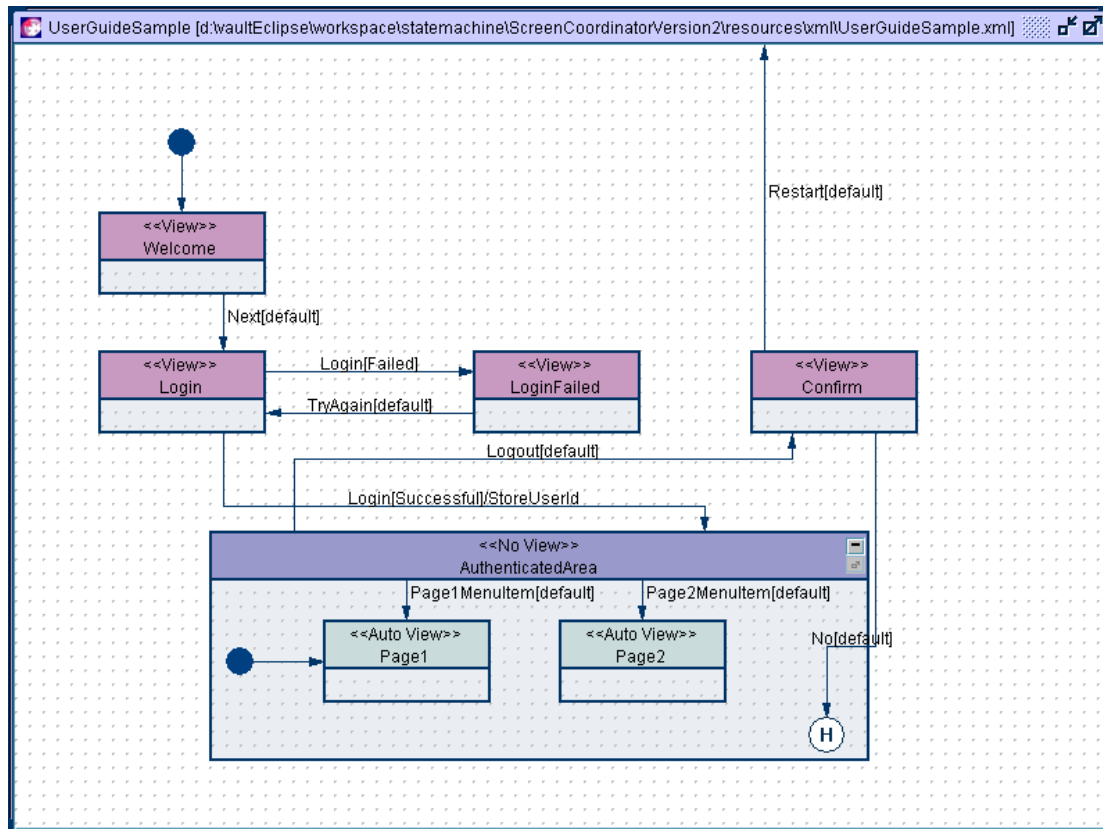 UserGuideSample [d:\vaultEclipse\workspace\statemachine\ScreenCoordinatorVersion2\resources\xml\UserGuideSample.xml]
Restart[default]
<<View>>
Welcome
Next[default]
<<View>>
Login
Login[Failed]
TryAgain[default]
<<View>>
LoginFailed
<<View>>
Confirm
Logout[default]
Login[Successful]/StoreUserId
<<No View>>
AuthenticatedArea
Page1MenuItem[default]
Page2MenuItem[default]
<<Auto View>>
Page1
<<Auto View>>
Page2
No[default]
H